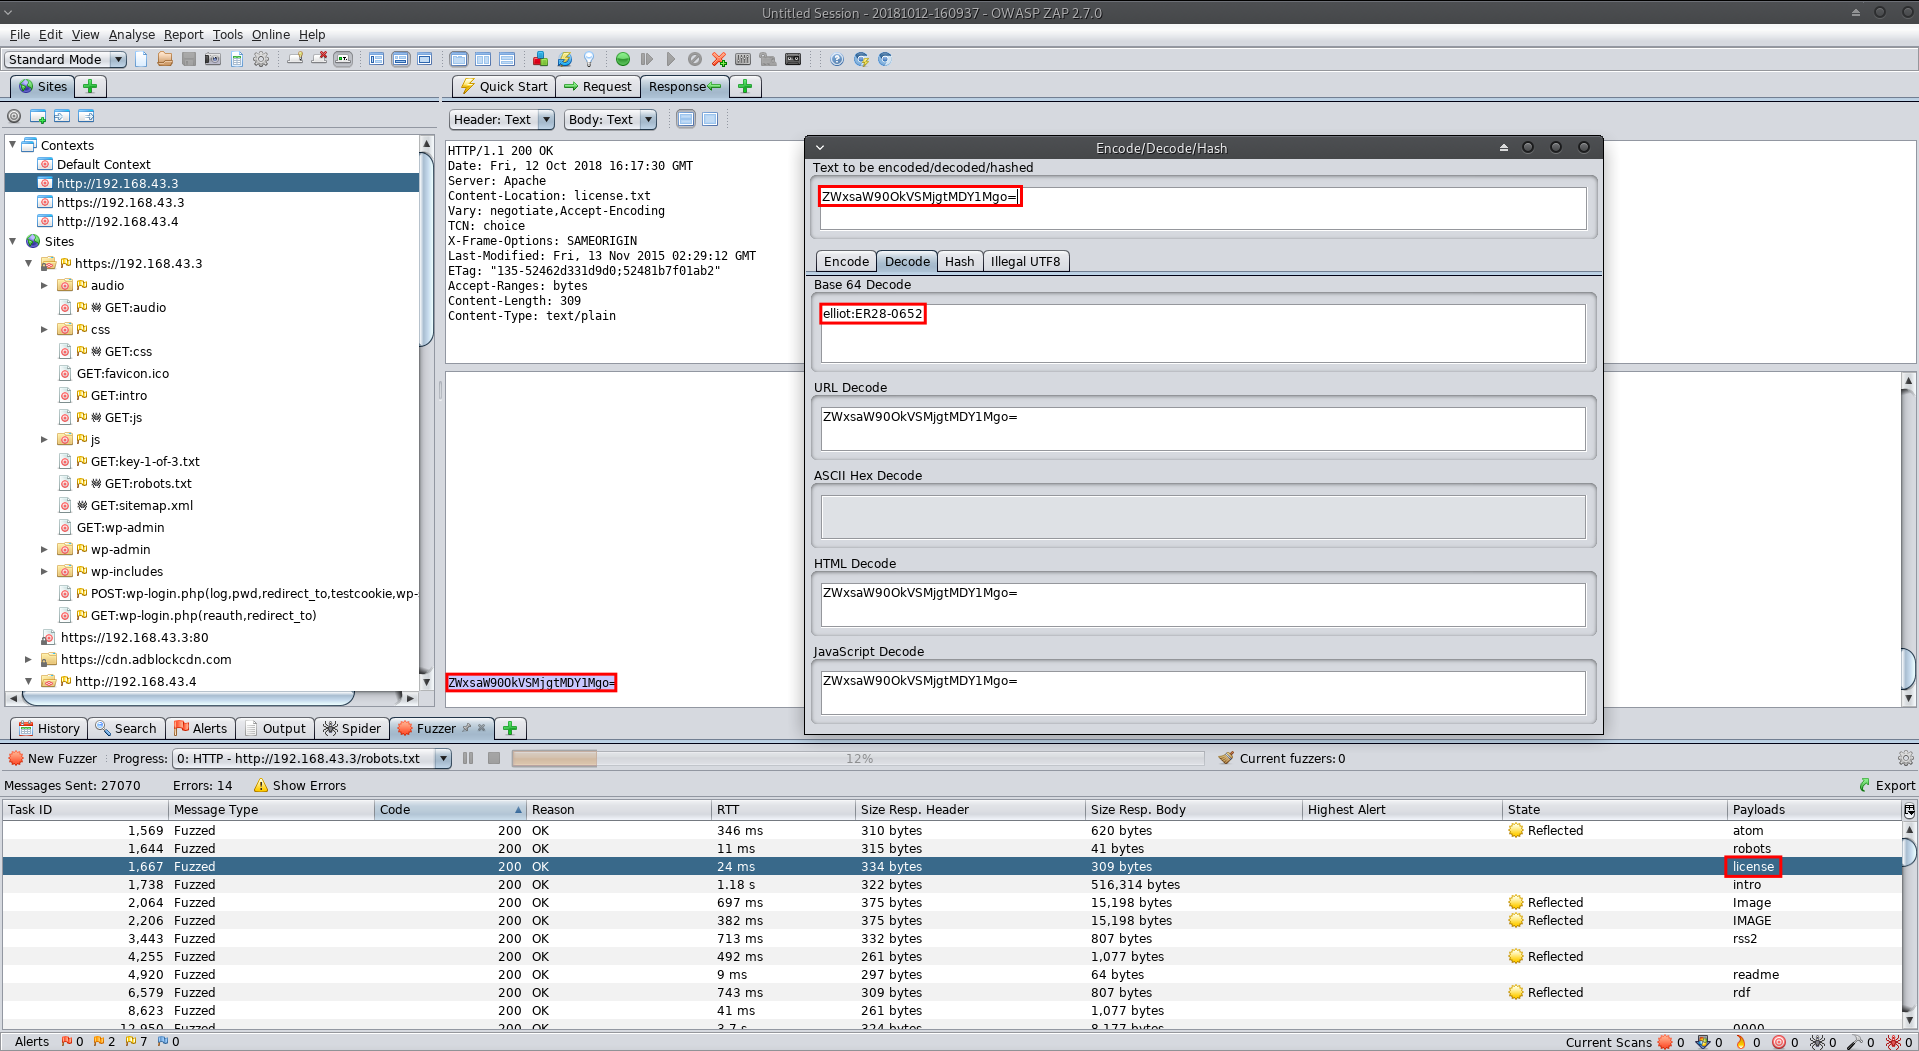 Untitled Session - 20181012-160937 - OWASP ZAP 2.7.0
File Edit View Analyse Report Tools Online Help
Standard Mode
Sites
Quick Start Request Response
Header: Text Body: Text
Contexts
Default Context
http://192.168.43.3
https://192.168.43.3
http://192.168.43.4
Sites
https://192.168.43.3
audio
GET:audio
css
GET:css
GET:favicon.ico
GET:intro
GET:js
js
GET:key-1-of-3.txt
GET:robots.txt
GET:sitemap.xml
GET:wp-admin
wp-admin
wp-includes
POST:wp-login.php(log,pwd,redirect_to,testcookie,wp-
GET:wp-login.php(reauth,redirect_to)
https://192.168.43.3:80
https://cdn.adblockcdn.com
http://192.168.43.4
HTTP/1.1 200 OK
Date: Fri, 12 Oct 2018 16:17:30 GMT
Server: Apache
Content-Location: license.txt
Vary: negotiate,Accept-Encoding
TCN: choice
X-Frame-Options: SAMEORIGIN
Last-Modified: Fri, 13 Nov 2015 02:29:12 GMT
ETag: "135-52462d331d9d0;52481b7f01ab2"
Accept-Ranges: bytes
Content-Length: 309
Content-Type: text/plain
ZWxsaW90OkVSMjgtMDY1Mgo=
Encode/Decode/Hash
Text to be encoded/decoded/hashed
ZWxsaW90OkVSMjgtMDY1Mgo=
Encode Decode Hash Illegal UTF8
Base 64 Decode
elliot:ER28-0652
URL Decode
ZWxsaW90OkVSMjgtMDY1Mgo=
ASCII Hex Decode
HTML Decode
ZWxsaW90OkVSMjgtMDY1Mgo=
JavaScript Decode
ZWxsaW90OkVSMjgtMDY1Mgo=
History Search Alerts Output Spider Fuzzer
New Fuzzer Progress: 0: HTTP - http://192.168.43.3/robots.txt 12% Current fuzzers: 0
Messages Sent: 27070 Errors: 14 Show Errors Export
Task ID Message Type Code Reason RTT Size Resp. Header Size Resp. Body Highest Alert State Payloads
1,569 Fuzzed 200 OK 346 ms 310 bytes 620 bytes Reflected atom
1,644 Fuzzed 200 OK 11 ms 315 bytes 41 bytes robots
1,667 Fuzzed 200 OK 24 ms 334 bytes 309 bytes license
1,738 Fuzzed 200 OK 1.18 s 322 bytes 516,314 bytes intro
2,064 Fuzzed 200 OK 697 ms 375 bytes 15,198 bytes Reflected Image
2,206 Fuzzed 200 OK 382 ms 375 bytes 15,198 bytes Reflected IMAGE
3,443 Fuzzed 200 OK 713 ms 332 bytes 807 bytes rss2
4,255 Fuzzed 200 OK 492 ms 261 bytes 1,077 bytes Reflected
4,920 Fuzzed 200 OK 9 ms 297 bytes 64 bytes readme
6,579 Fuzzed 200 OK 743 ms 309 bytes 807 bytes Reflected rdf
8,623 Fuzzed 200 OK 41 ms 261 bytes 1,077 bytes
12,950 Fuzzed 200 OK 3.7 s 324 bytes 8,177 bytes 0000
Alerts 0 2 7 0 Current Scans 0 0 0 0 0 0 0